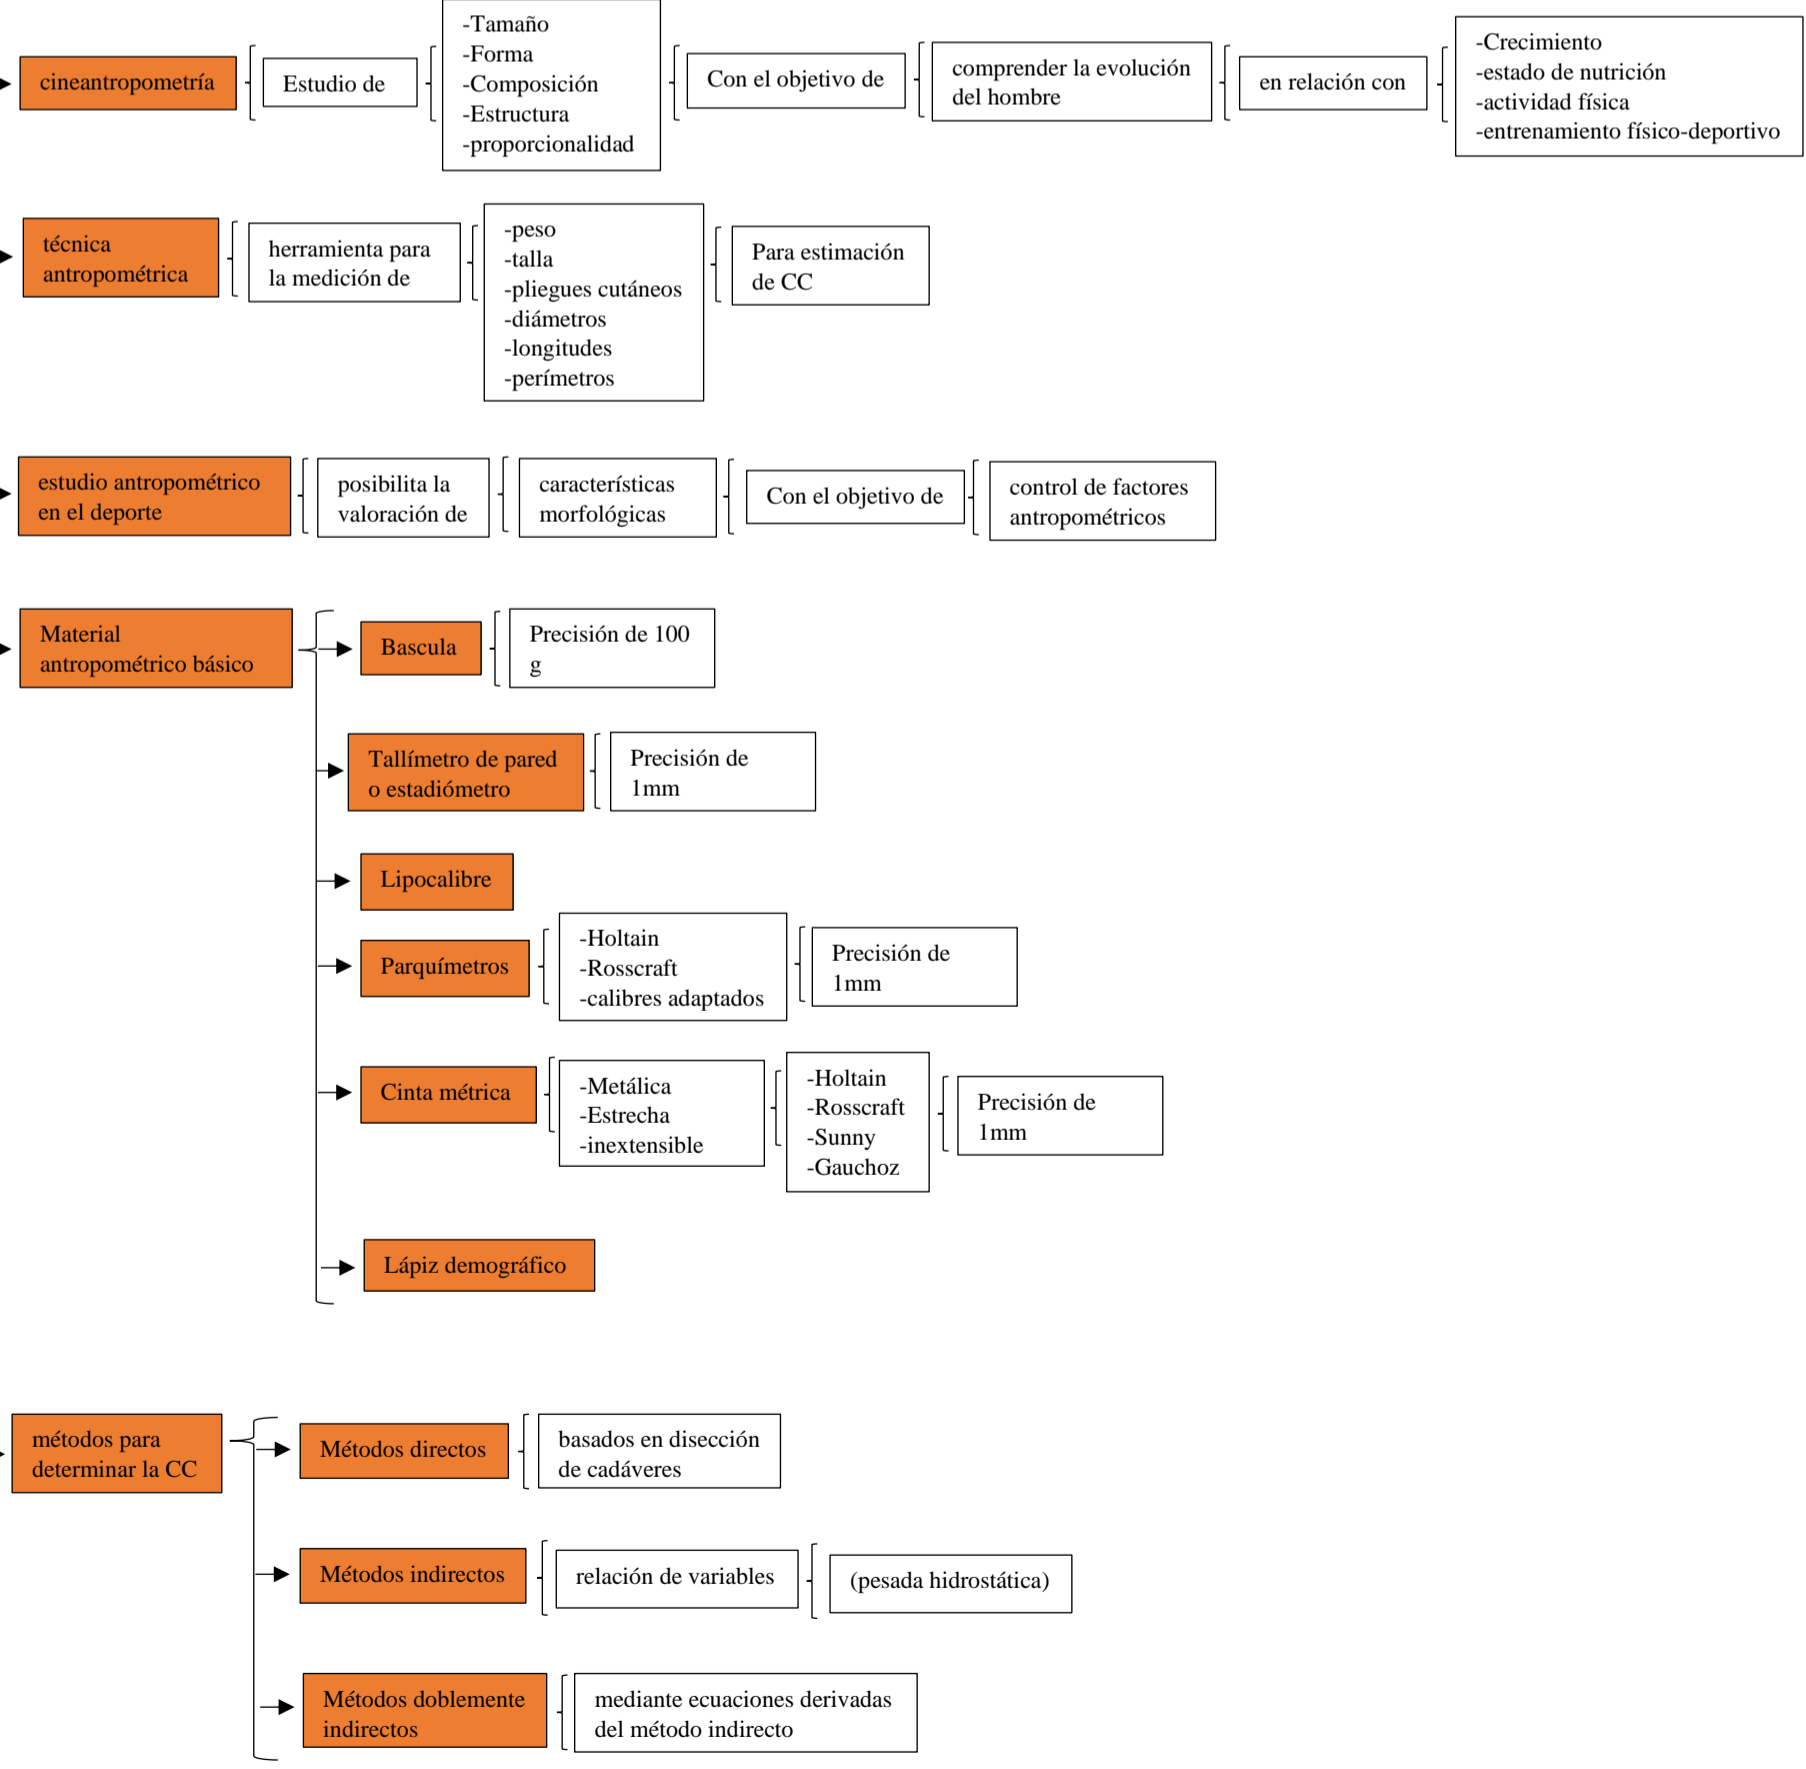 cineantropometría
Estudio de
-Tamaño
-Forma
-Composición
-Estructura
-proporcionalidad
Con el objetivo de
comprender la evolución
del hombre
en relación con
-Crecimiento
-estado de nutrición
-actividad física
-entrenamiento físico-deportivo
técnica
antropométrica
herramienta para
la medición de
-peso
-talla
-pliegues cutáneos
-diámetros
-longitudes
-perímetros
Para estimación
de CC
estudio antropométrico
en el deporte
posibilita la
valoración de
características
morfológicas
Con el objetivo de
control de factores
antropométricos
Material
antropométrico básico
Bascula
Precisión de 100
g
Tallímetro de pared
o estadiómetro
Precisión de
1mm
Lipocalibre
Parquímetros
-Holtain
-Rosscraft
-calibres adaptados
Precisión de
1mm
Cinta métrica
-Metálica
-Estrecha
-inextensible
-Holtain
-Rosscraft
-Sunny
-Gauchoz
Precisión de
1mm
Lápiz demográfico
métodos para
determinar la CC
Métodos directos
basados en disección
de cadáveres
Métodos indirectos
relación de variables
(pesada hidrostática)
Métodos doblemente
indirectos
mediante ecuaciones derivadas
del método indirecto